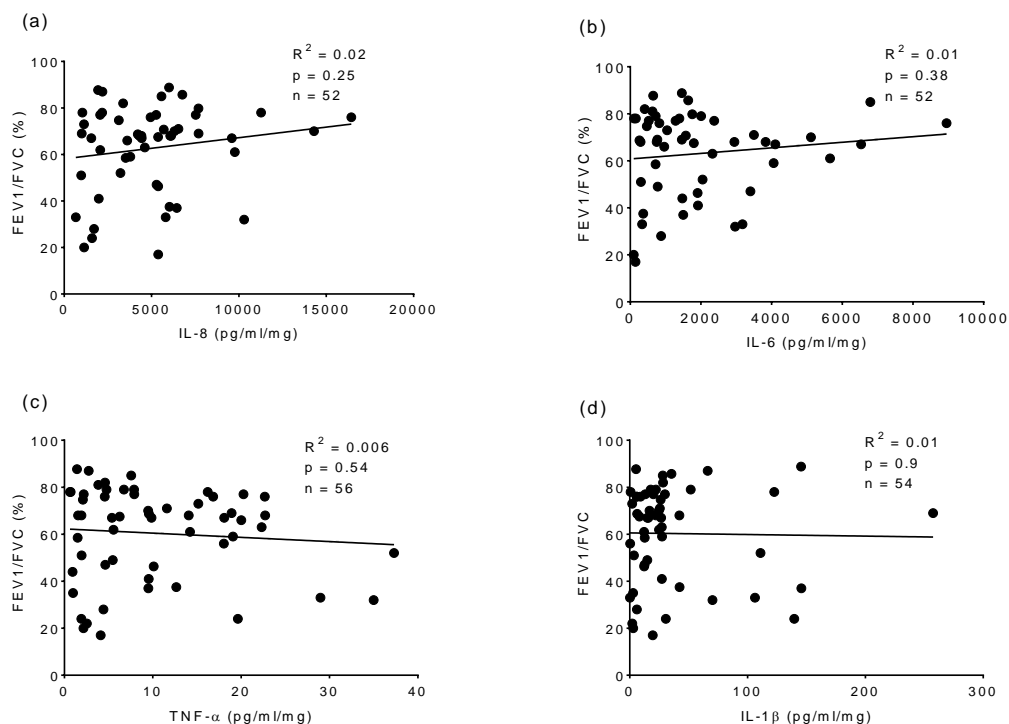 (a)
R² = 0.02
p = 0.25
n = 52
100
80
60
40
20
0
FEV1/FVC (%)
0 5000 10000 15000 20000
IL-8 (pg/ml/mg)
(b)
R² = 0.01
p = 0.38
n = 52
100
80
60
40
20
0
FEV1/FVC (%)
0 2000 4000 6000 8000 10000
IL-6 (pg/ml/mg)
(c)
R² = 0.006
p = 0.54
n = 56
100
80
60
40
20
0
FEV1/FVC (%)
0 10 20 30 40
TNF-α (pg/ml/mg)
(d)
R² = 0.01
p = 0.9
n = 54
100
80
60
40
20
0
FEV1/FVC
0 100 200 300
IL-1β (pg/ml/mg)